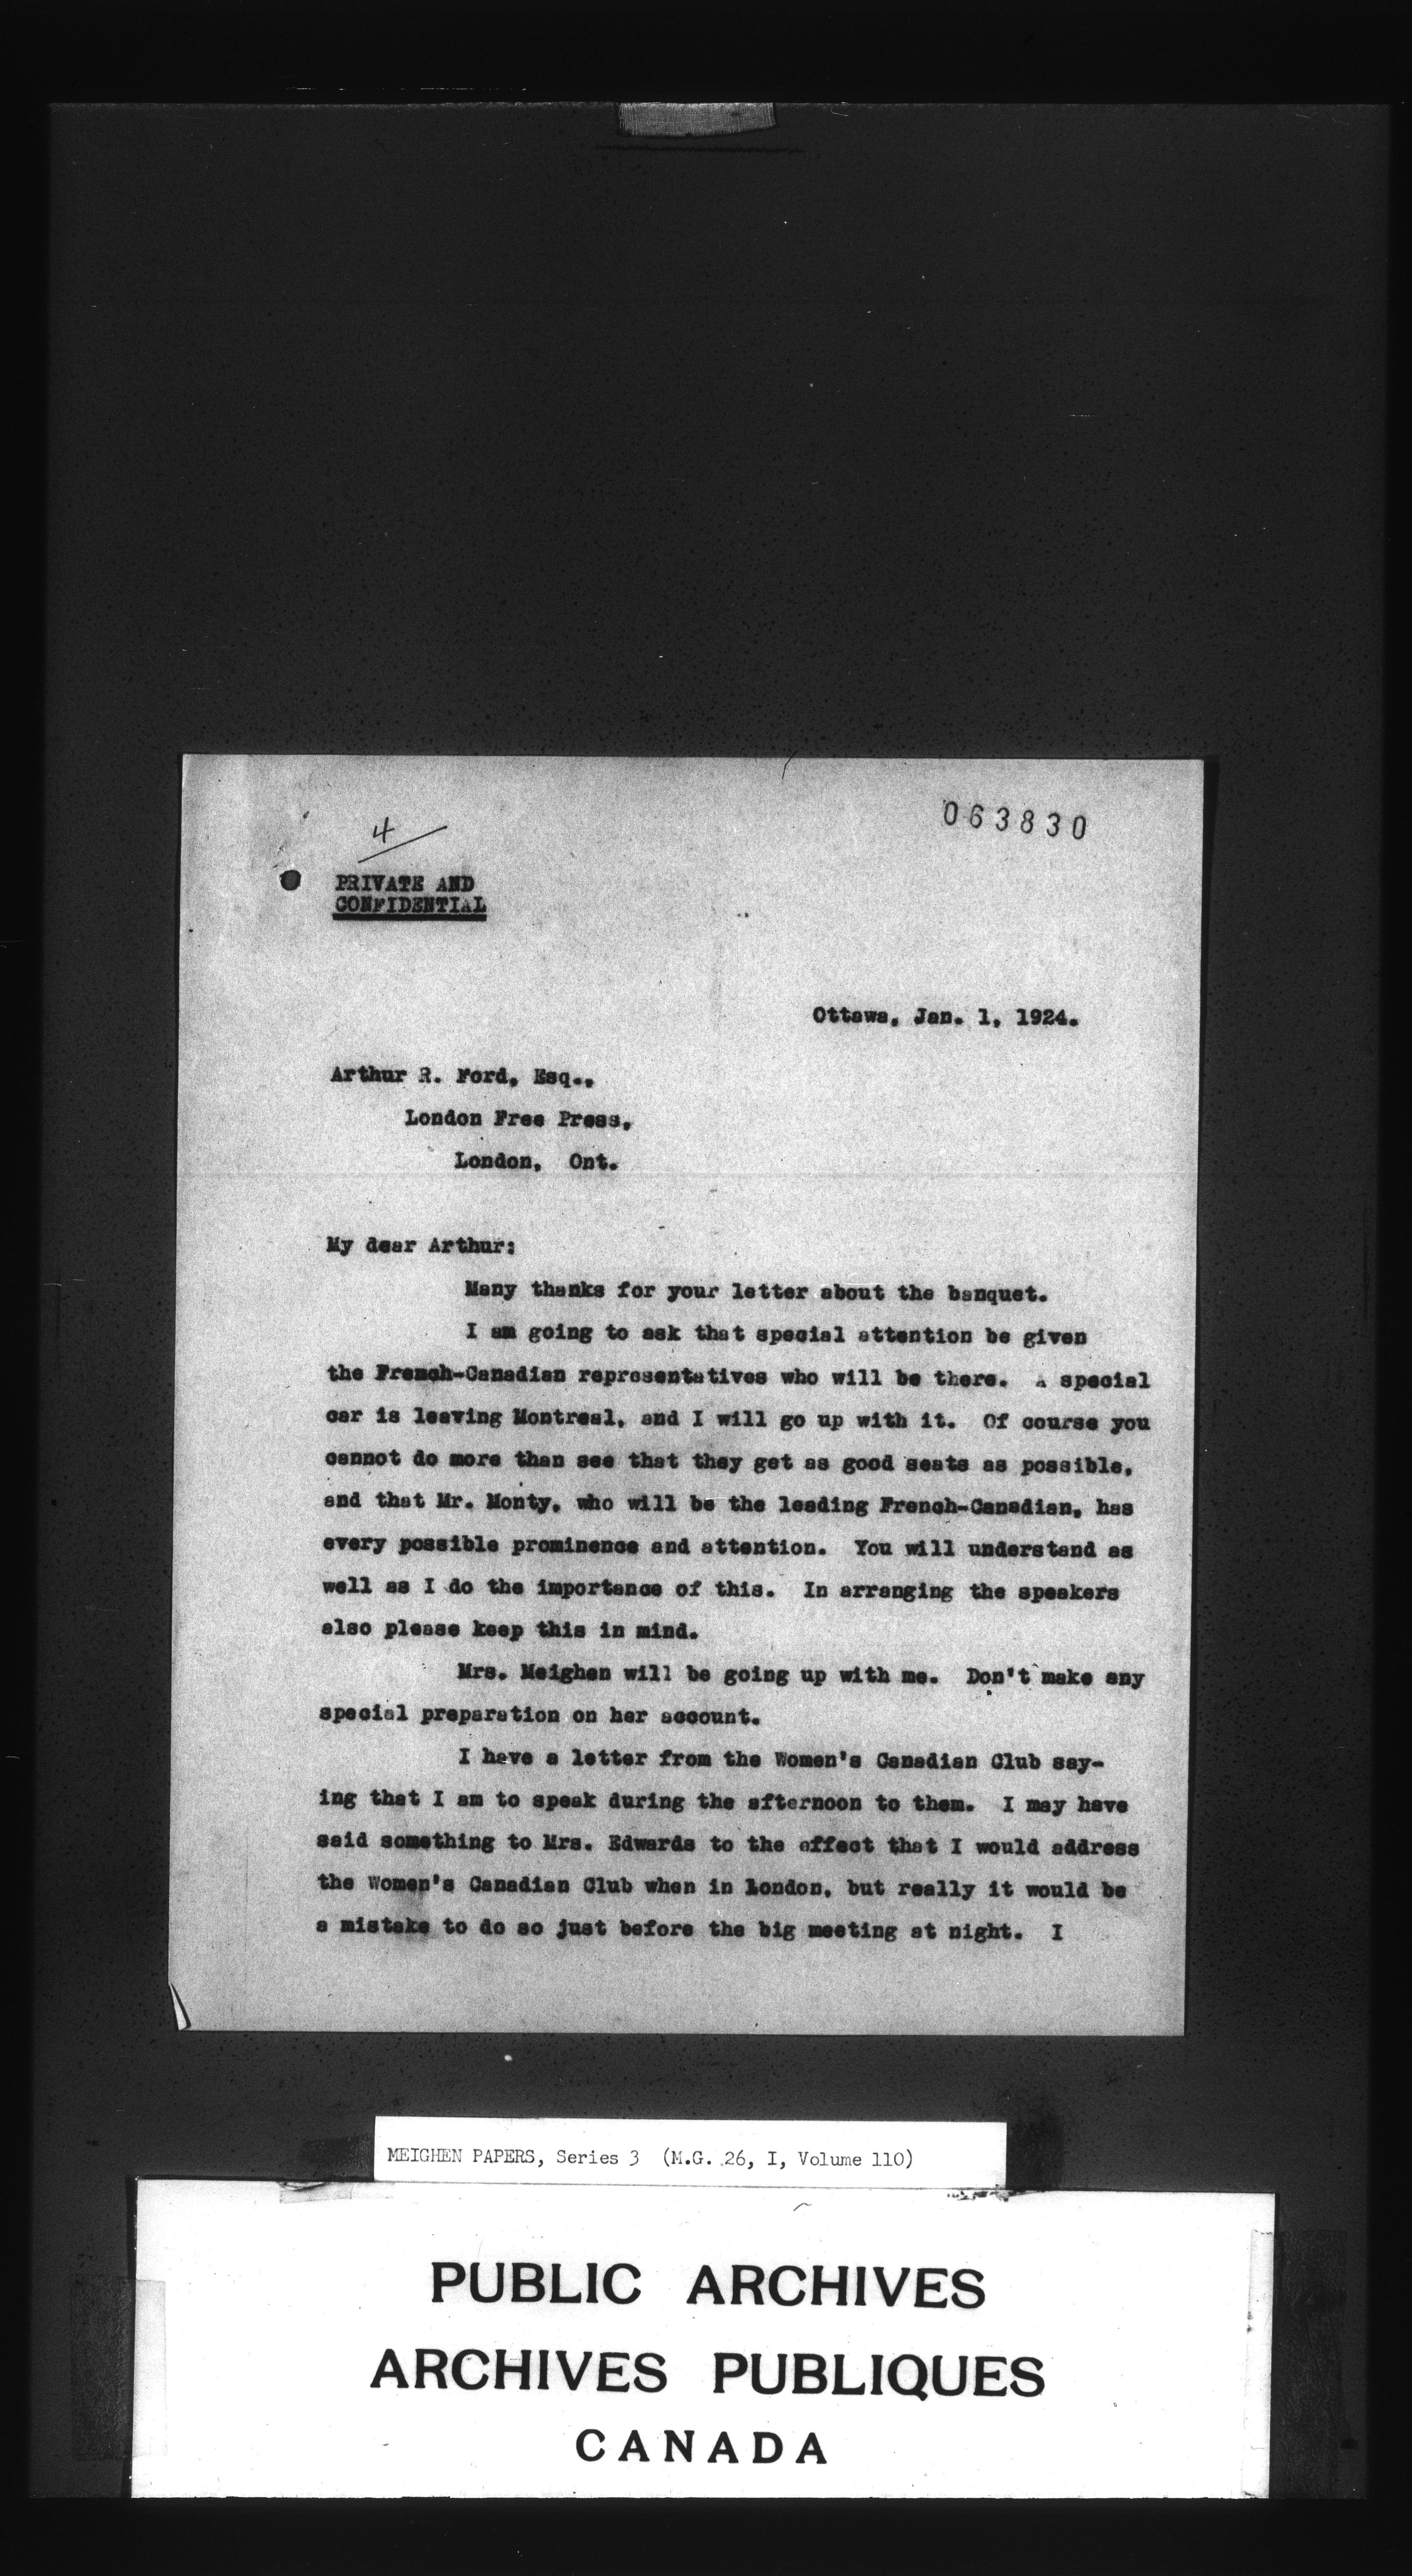 4
063830
PRIVATE AND
CONFIDENTIAL
Ottawa, Jan. 1, 1924.
Arthur R. Ford, Esq.,
London Free Press,
London, Ont.
My dear Arthur:
Many thanks for your letter about the banquet.
I am going to ask that special attention be given
the French-Canadian representatives who will be there. A special
car is leaving Montreal, and I will go up with it. Of course you
cannot do more than see that they get as good seats as possible,
and that Mr. Monty, who will be the leading French-Canadian, has
every possible prominence and attention. You will understand as
well as I do the importance of this. In arranging the speakers
also please keep this in mind.
Mrs. Meighen will be going up with me. Don't make any
special preparation on her account.
I have a letter from the Women's Canadian Club say-
ing that I am to speak during the afternoon to them. I may have
said something to Mrs. Edwards to the effect that I would address
the Women's Canadian Club when in London, but really it would be
a mistake to do so just before the big meeting at night. I
MEIGHEN PAPERS, Series 3 (M.G. 26, I, Volume 110)
PUBLIC ARCHIVES
ARCHIVES PUBLIQUES
CANADA